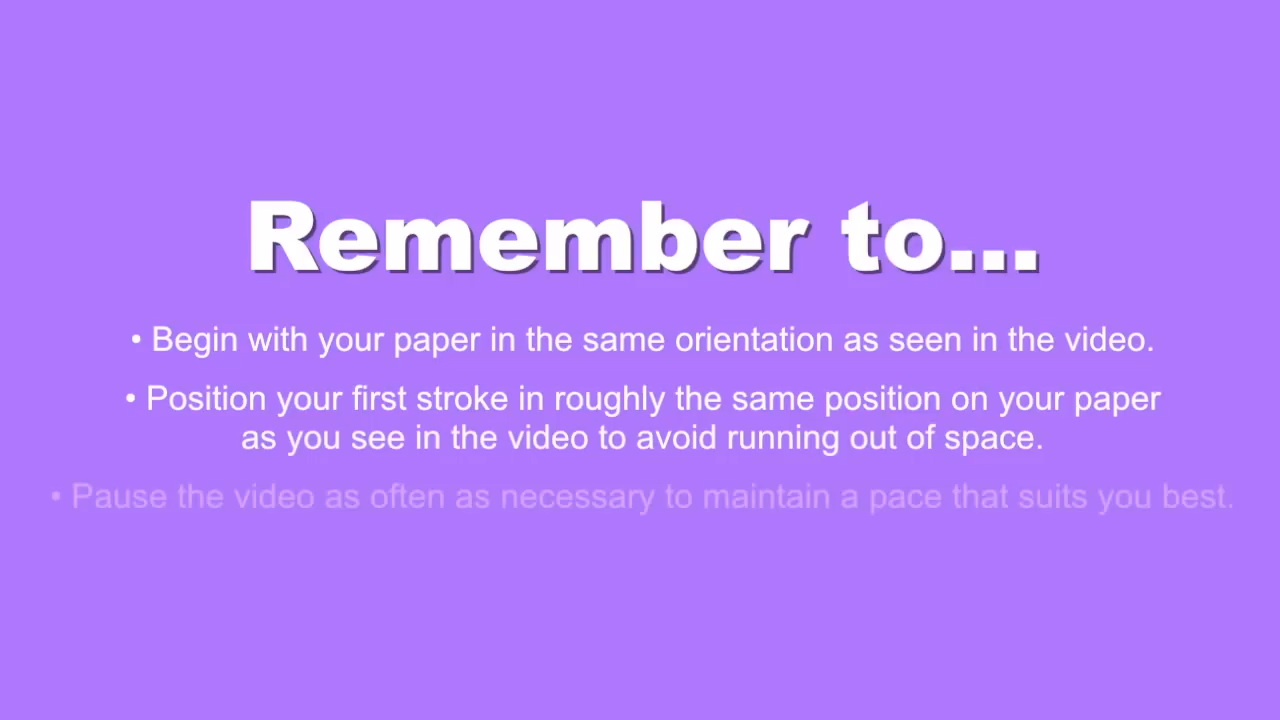 Remember to...
• Begin with your paper in the same orientation as seen in the video.
• Position your first stroke in roughly the same position on your paper
as you see in the video to avoid running out of space.
• Pause the video as often as necessary to maintain a pace that suits you best.